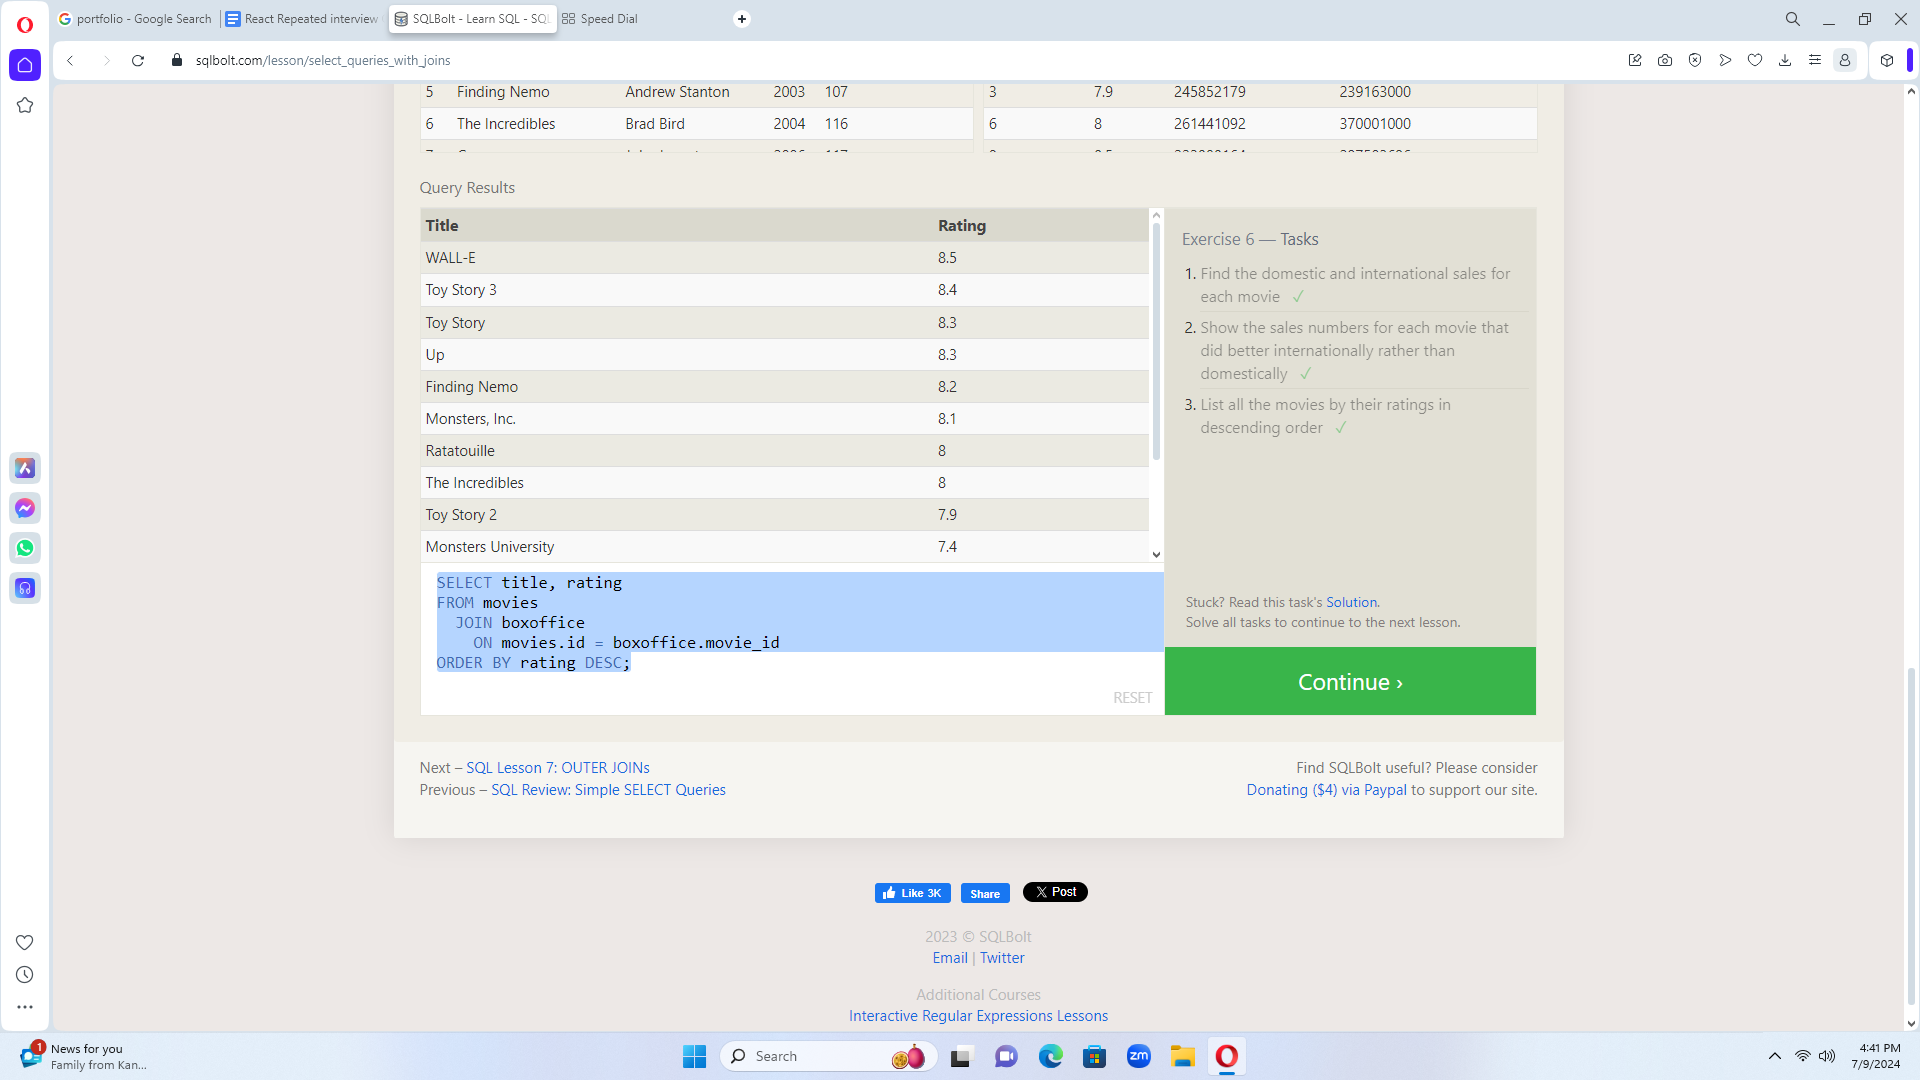 portfolio - Google Search
React Repeated interview
SQLBolt - Learn SQL - SQL
Speed Dial
sqlbolt.com/lesson/select_queries_with_joins
5 Finding Nemo Andrew Stanton 2003 107
3 7.9 245852179 239163000
6 The Incredibles Brad Bird 2004 116
6 8 261441092 370001000
Query Results
Title Rating
WALL-E 8.5
Toy Story 3 8.4
Toy Story 8.3
Up 8.3
Finding Nemo 8.2
Monsters, Inc. 8.1
Ratatouille 8
The Incredibles 8
Toy Story 2 7.9
Monsters University 7.4
Exercise 6 — Tasks
1. Find the domestic and international sales for
each movie ✓
2. Show the sales numbers for each movie that
did better internationally rather than
domestically ✓
3. List all the movies by their ratings in
descending order ✓
SELECT title, rating
FROM movies
JOIN boxoffice
ON movies.id = boxoffice.movie_id
ORDER BY rating DESC;
RESET
Stuck? Read this task's Solution.
Solve all tasks to continue to the next lesson.
Continue ›
Next – SQL Lesson 7: OUTER JOINs
Previous – SQL Review: Simple SELECT Queries
Find SQLBolt useful? Please consider
Donating ($4) via Paypal to support our site.
Like 3K
Share
X Post
2023 © SQLBolt
Email | Twitter
Additional Courses
Interactive Regular Expressions Lessons
1
News for you
Family from Kan...
Search
zm
4:41 PM
7/9/2024